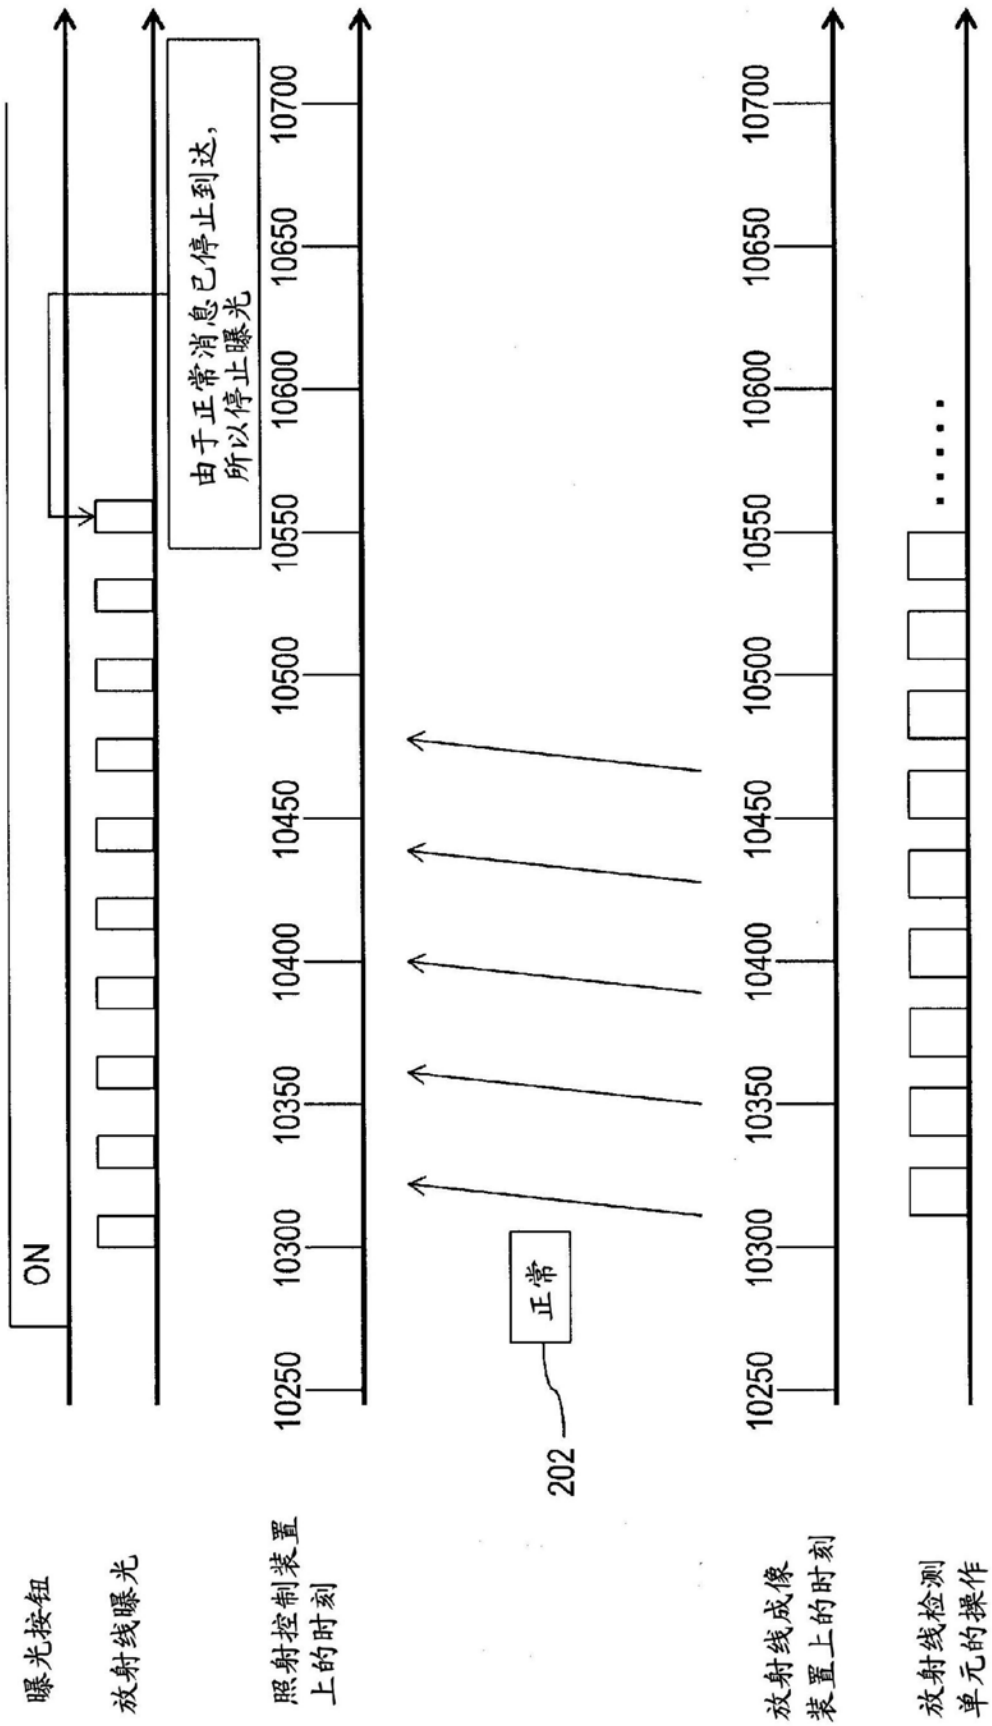 曝光按钮
ON
放射线曝光
由于正常消息已停止到达，
所以停止曝光
照射控制装置
上的时刻
10250
10300
10350
10400
10450
10500
10550
10600
10650
10700
正常
202
放射线成像
装置上的时刻
10250
10300
10350
10400
10450
10500
10550
10600
10650
10700
放射线检测
单元的操作